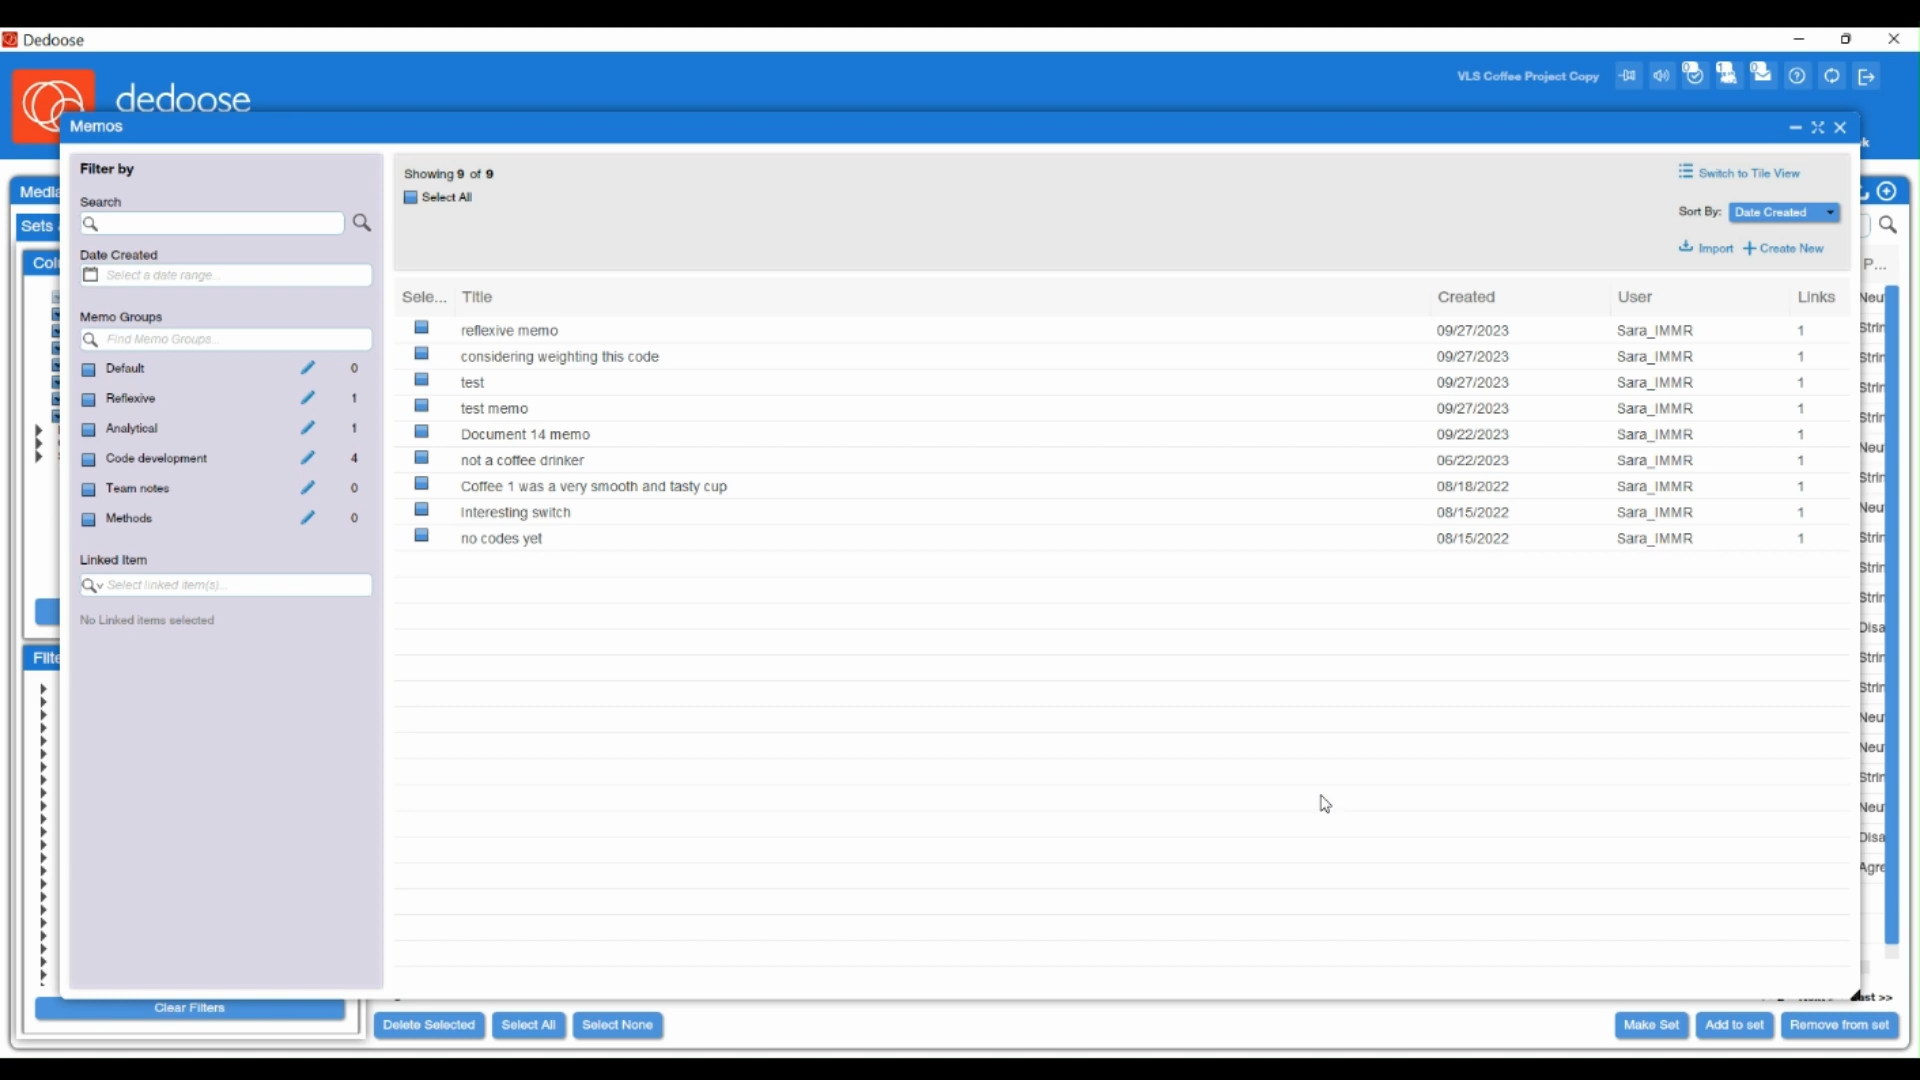 Dedoose
dedoose
VLS Coffee Project Copy
0 1 0
Memos
Filter by
Search
Date Created
Select a date range...
Memo Groups
Find Memo Groups...
Default 0
Reflexive 1
Analytical 1
Code development 4
Team notes 0
Methods 0
Linked Item
Select linked item(s)...
No Linked items selected
Showing 9 of 9
Select All
Switch to Tile View
Sort By: Date Created
Import Create New
Sele... Title Created User Links
reflexive memo 09/27/2023 Sara_IMMR 1
considering weighting this code 09/27/2023 Sara_IMMR 1
test 09/27/2023 Sara_IMMR 1
test memo 09/27/2023 Sara_IMMR 1
Document 14 memo 09/22/2023 Sara_IMMR 1
not a coffee drinker 06/22/2023 Sara_IMMR 1
Coffee 1 was a very smooth and tasty cup 08/18/2022 Sara_IMMR 1
Interesting switch 08/15/2022 Sara_IMMR 1
no codes yet 08/15/2022 Sara_IMMR 1
Sets
P...
Clear Filters
Delete Selected Select All Select None
Make Set Add to set Remove from set